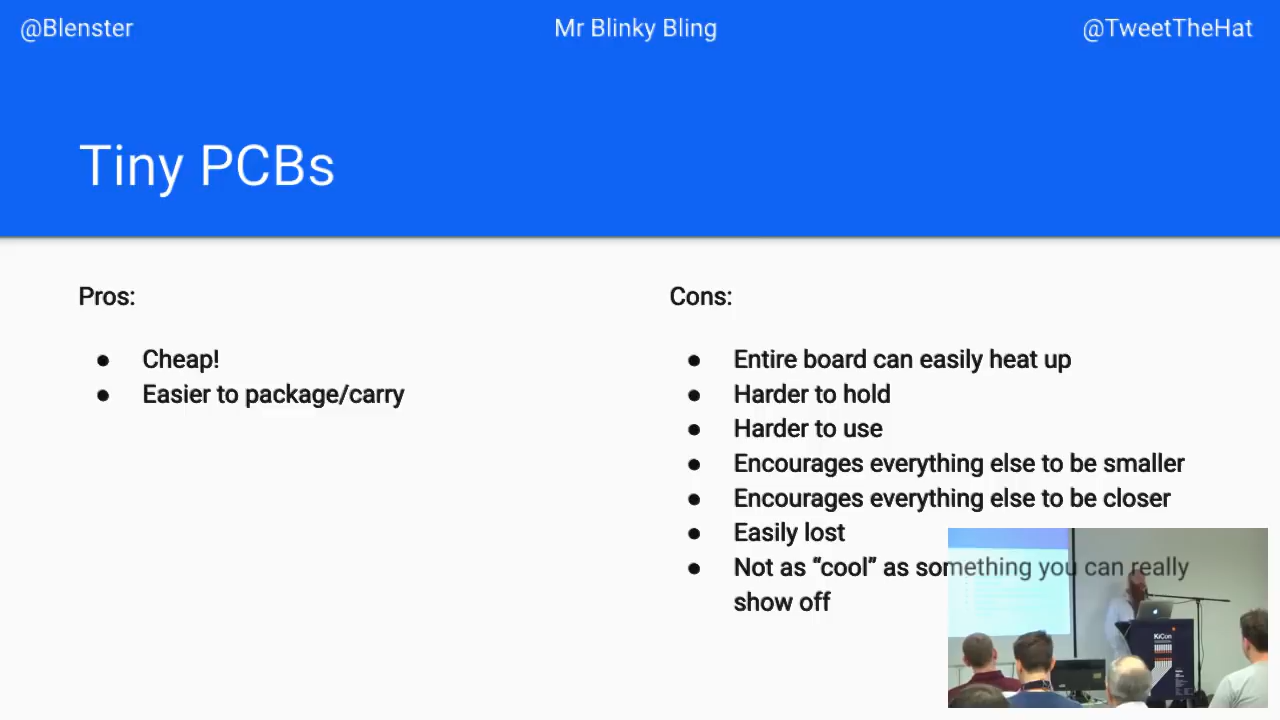 @Blenster
Mr Blinky Bling
@TweetTheHat
Tiny PCBs
Pros:
● Cheap!
● Easier to package/carry
Cons:
● Entire board can easily heat up
● Harder to hold
● Harder to use
● Encourages everything else to be smaller
● Encourages everything else to be closer
● Easily lost
● Not as “cool” as something you can really
show off
KiCon